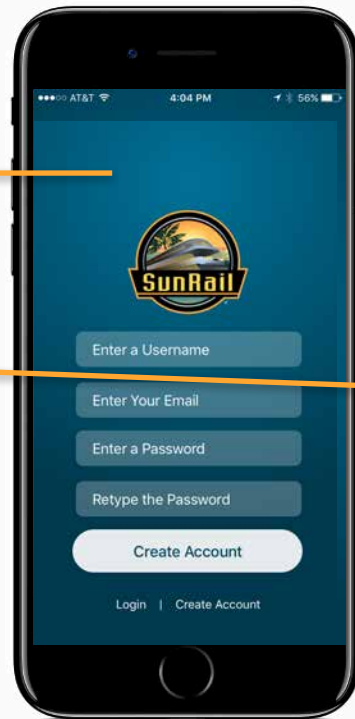 AT&T 4:04 PM 56%
SunRail
Enter a Username
Enter Your Email
Enter a Password
Retype the Password
Create Account
Login | Create Account